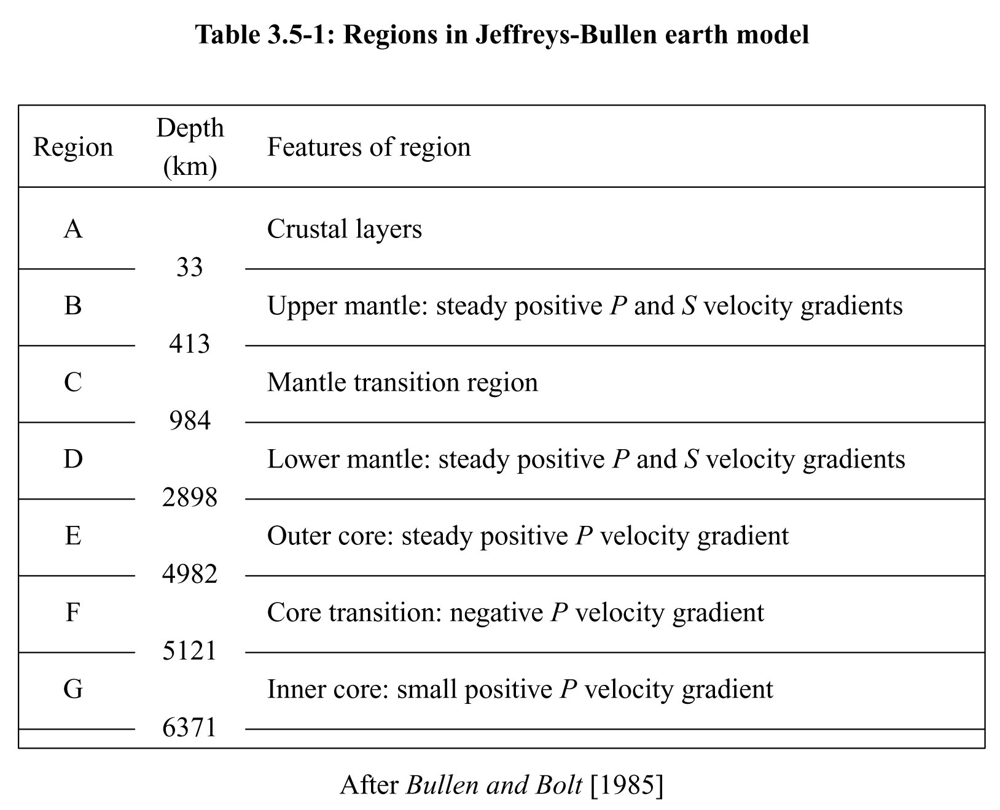 Table 3.5-1: Regions in Jeffreys-Bullen earth model
Region Depth (km) Features of region
A Crustal layers
33
B Upper mantle: steady positive P and S velocity gradients
413
C Mantle transition region
984
D Lower mantle: steady positive P and S velocity gradients
2898
E Outer core: steady positive P velocity gradient
4982
F Core transition: negative P velocity gradient
5121
G Inner core: small positive P velocity gradient
6371
After Bullen and Bolt [1985]